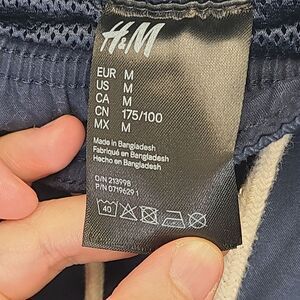 H&M
EUR M
US M
CA M
CN 175/100
MX M
Made in Bangladesh
Fabriqué en Bangladesh
Hecho en Bangladesh
O/N 213998
P/N 0719629 1
40